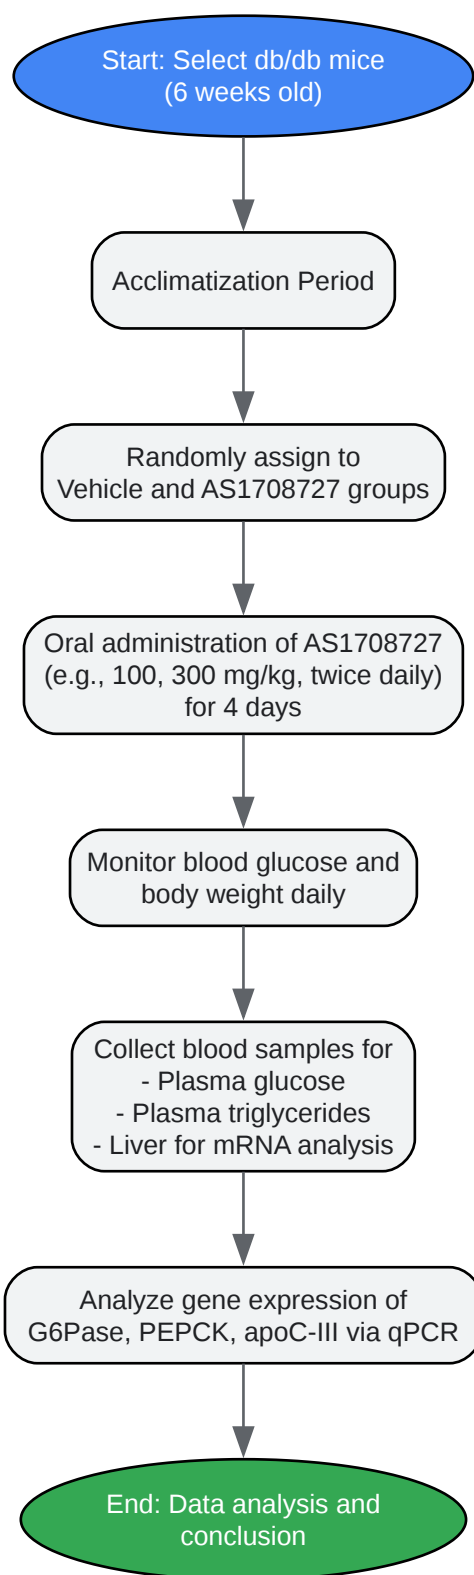 Start: Select db/db mice
(6 weeks old)
Acclimatization Period
Randomly assign to
Vehicle and AS1708727 groups
Oral administration of AS1708727
(e.g., 100, 300 mg/kg, twice daily)
for 4 days
Monitor blood glucose and
body weight daily
Collect blood samples for
- Plasma glucose
- Plasma triglycerides
- Liver for mRNA analysis
Analyze gene expression of
G6Pase, PEPCK, apoC-III via qPCR
End: Data analysis and
conclusion